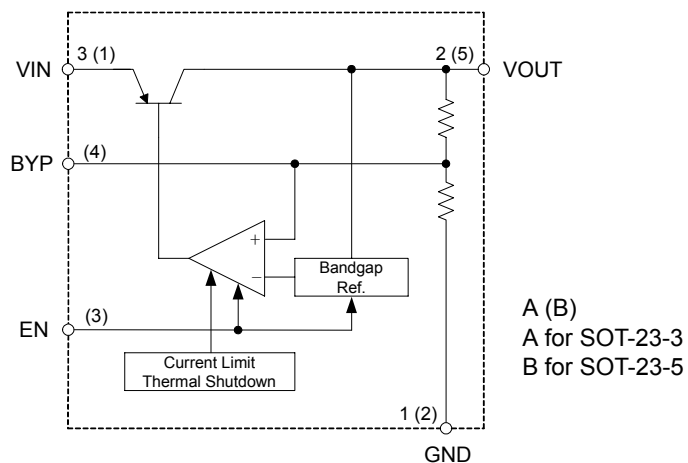 3 (1)
2 (5)
VIN
VOUT
(4)
BYP
+
−
Bandgap
Ref.
(3)
EN
A (B)
A for SOT-23-3
B for SOT-23-5
Current Limit
Thermal Shutdown
1 (2)
GND